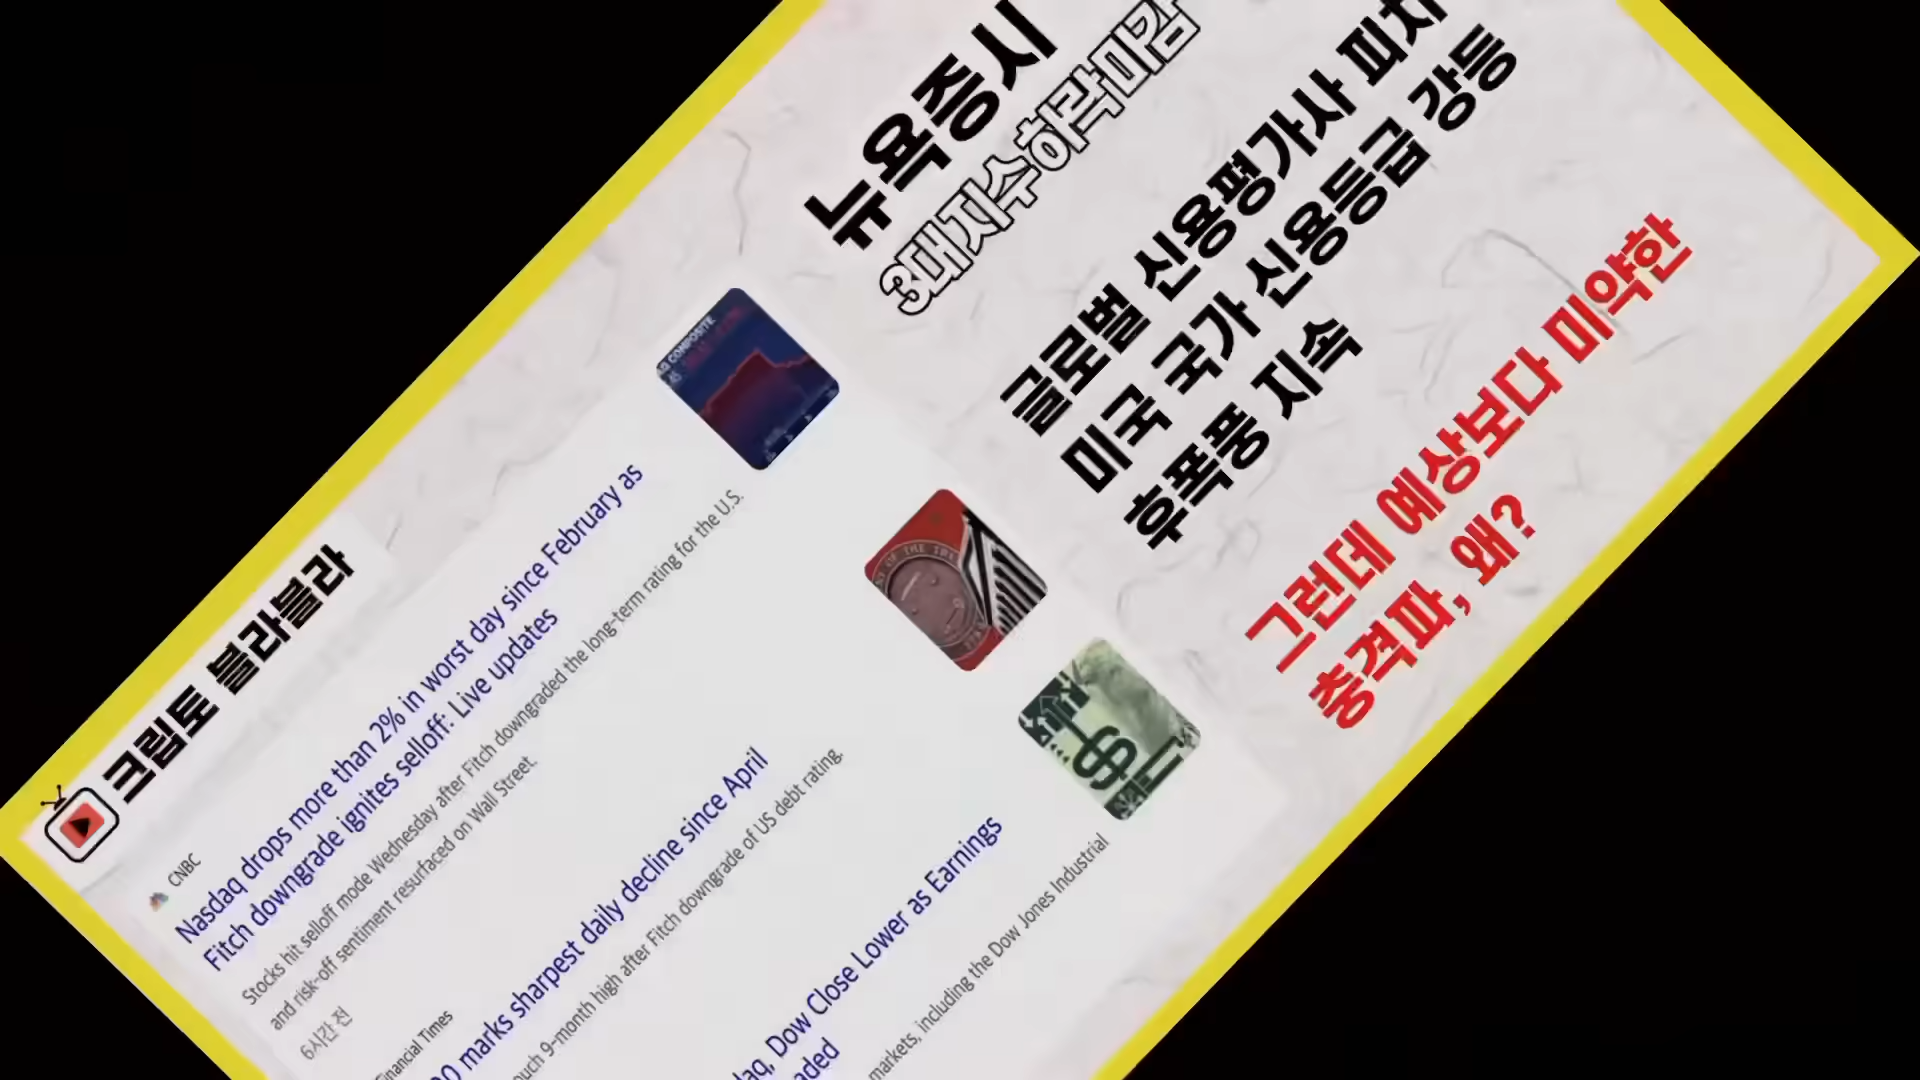 크립토 블라블라
뉴욕증시
3대지수하락마감
CNBC
Nasdaq drops more than 2% in worst day since February as
Fitch downgrade ignites selloff: Live updates
Stocks hit selloff mode Wednesday after Fitch downgraded the long-term rating for the U.S.
and risk-off sentiment resurfaced on Wall Street.
6시간 전
Financial Times
marks sharpest daily decline since April
9-month high after Fitch downgrade of US debt rating.
Dow Close Lower as Earnings
markets, including the Dow Jones Industrial
COMPOSITE
OF THE
글로벌 신용평가사 피치
미국 국가 신용등급 강등
후폭풍 지속
그런데 예상보다 미약한
충격파, 왜?